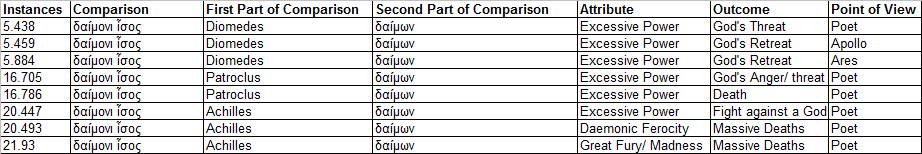 Instances Comparison First Part of Comparison Second Part of Comparison Attribute Outcome Point of View
5.438 δαίμονι ἶσος Diomedes δαίμων Excessive Power God's Threat Poet
5.459 δαίμονι ἶσος Diomedes δαίμων Excessive Power God's Retreat Apollo
5.884 δαίμονι ἶσος Diomedes δαίμων Excessive Power God's Retreat Ares
16.705 δαίμονι ἶσος Patroclus δαίμων Excessive Power God's Anger/ threat Poet
16.786 δαίμονι ἶσος Patroclus δαίμων Excessive Power Death Poet
20.447 δαίμονι ἶσος Achilles δαίμων Excessive Power Fight against a God Poet
20.493 δαίμονι ἶσος Achilles δαίμων Daemonic Ferocity Massive Deaths Poet
21.93 δαίμονι ἶσος Achilles δαίμων Great Fury/ Madness Massive Deaths Poet